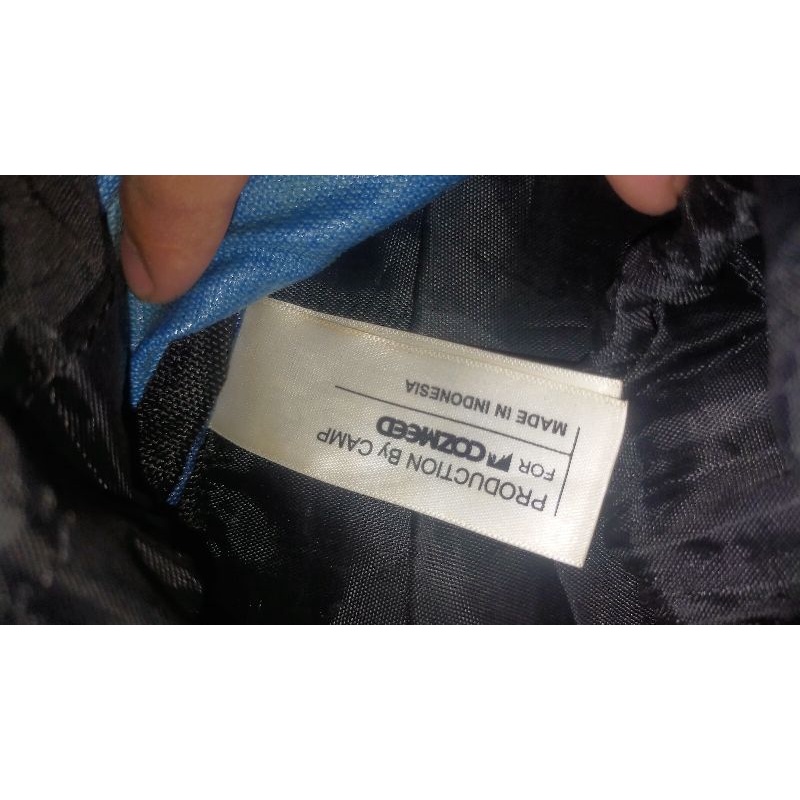 PRODUCTION By CAMP
FOR COZMEED
MADE IN INDONESIA